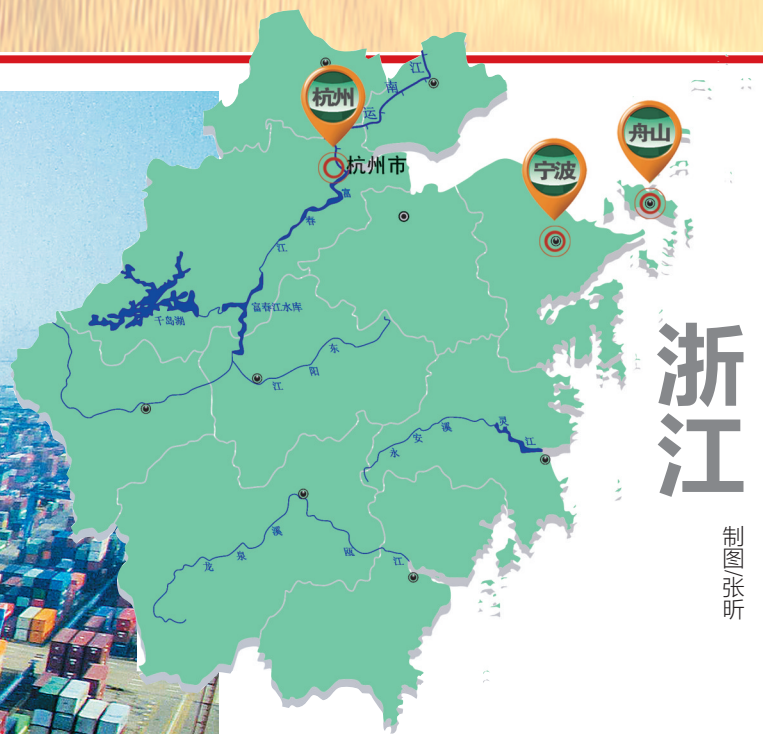 江
南
运
杭州
杭州市
舟山
宁波
富
春
江
富春江水库
千岛湖
东
阳
江
灵
江
永安溪
龙泉溪
瓯
江
浙江
制图/张昕